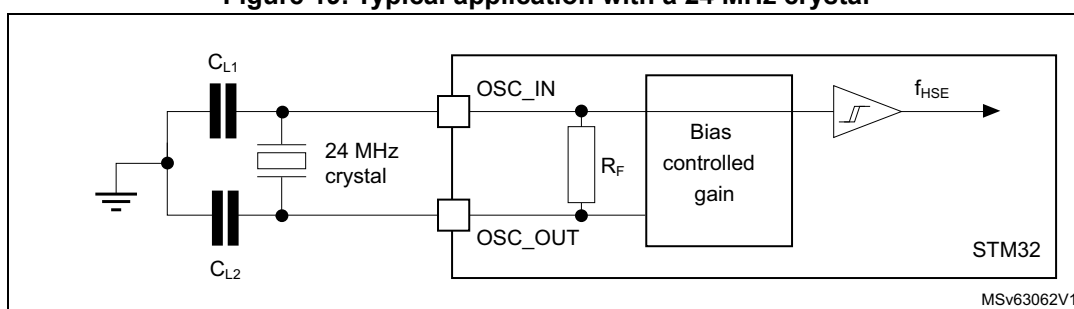 Figure 19. Typical application with a 24 MHz crystal
CL1
OSC_IN
fHSE
24 MHz
crystal
RF
Bias
controlled
gain
OSC_OUT
CL2
STM32
MSv63062V1